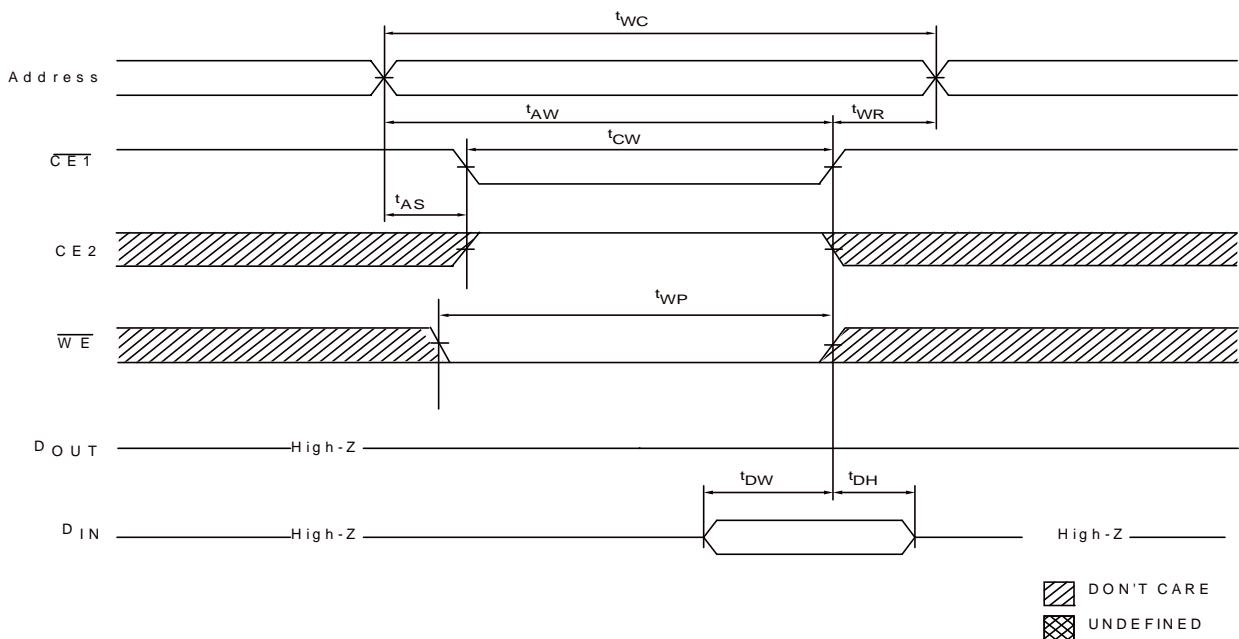 tWC
Address
tAW
tWR
tCW
CE1
tAS
CE2
tWP
WE
DOUT
High-Z
tDW
tDH
DIN
High-Z
High-Z
DON'T CARE
UNDEFINED